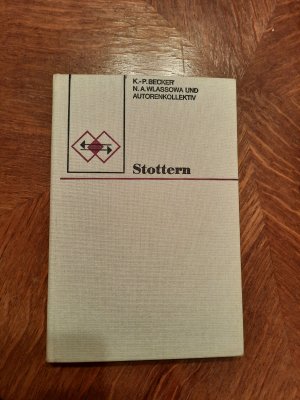 K.-P. BECKER
N. A. WLASSOWA UND
AUTORENKOLLEKTIV
Stottern